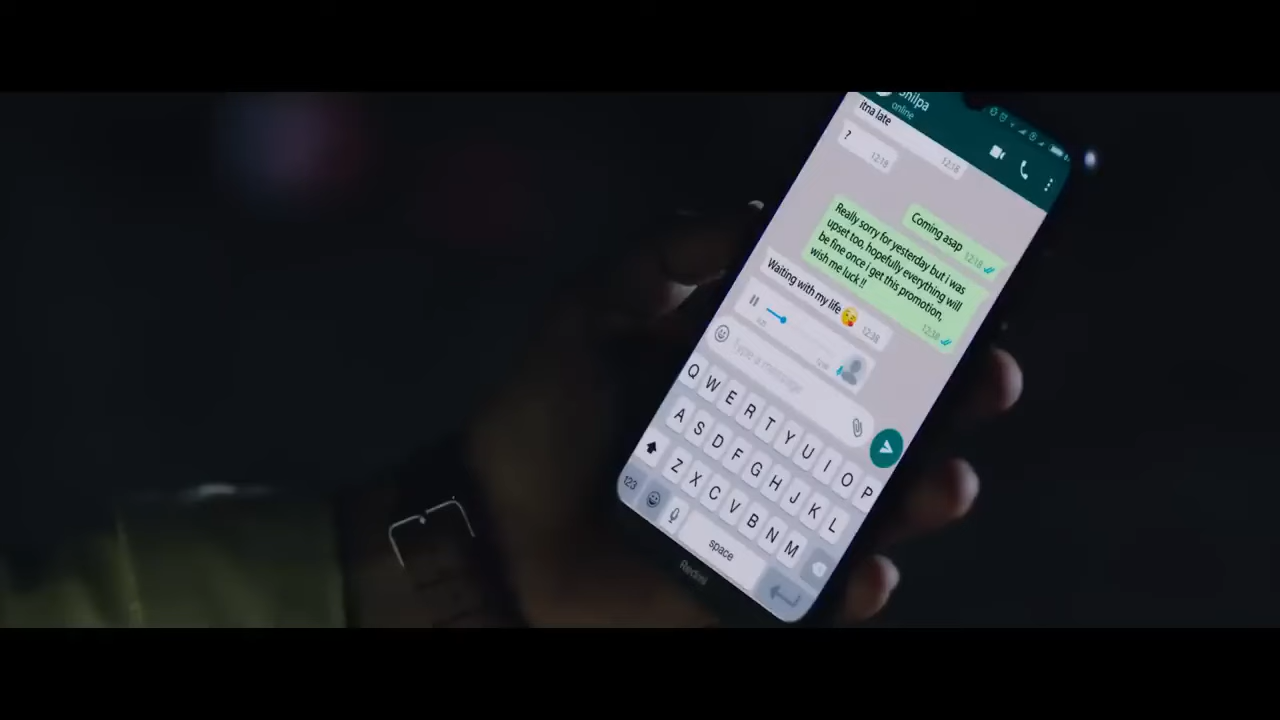 Shilpa
online
itna late
12:18
?
12:18
Coming asap
12:18
Really sorry for yesterday but i was
upset too, hopefully everything will
be fine once i get this promotion,
wish me luck !!
12:38
Waiting with my life 😘
12:38
Type a message
Q W E R T Y U I O P
A S D F G H J K L
Z X C V B N M
123
space
Redmi